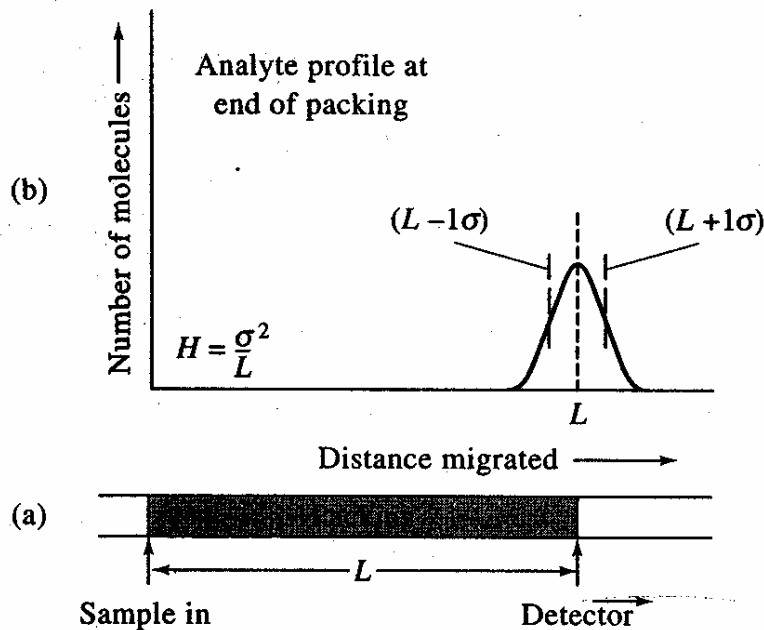 Number of molecules
Analyte profile at
end of packing
(b)
(L −1σ)
(L +1σ)
H = σ²/L
L
Distance migrated
(a)
L
Sample in
Detector